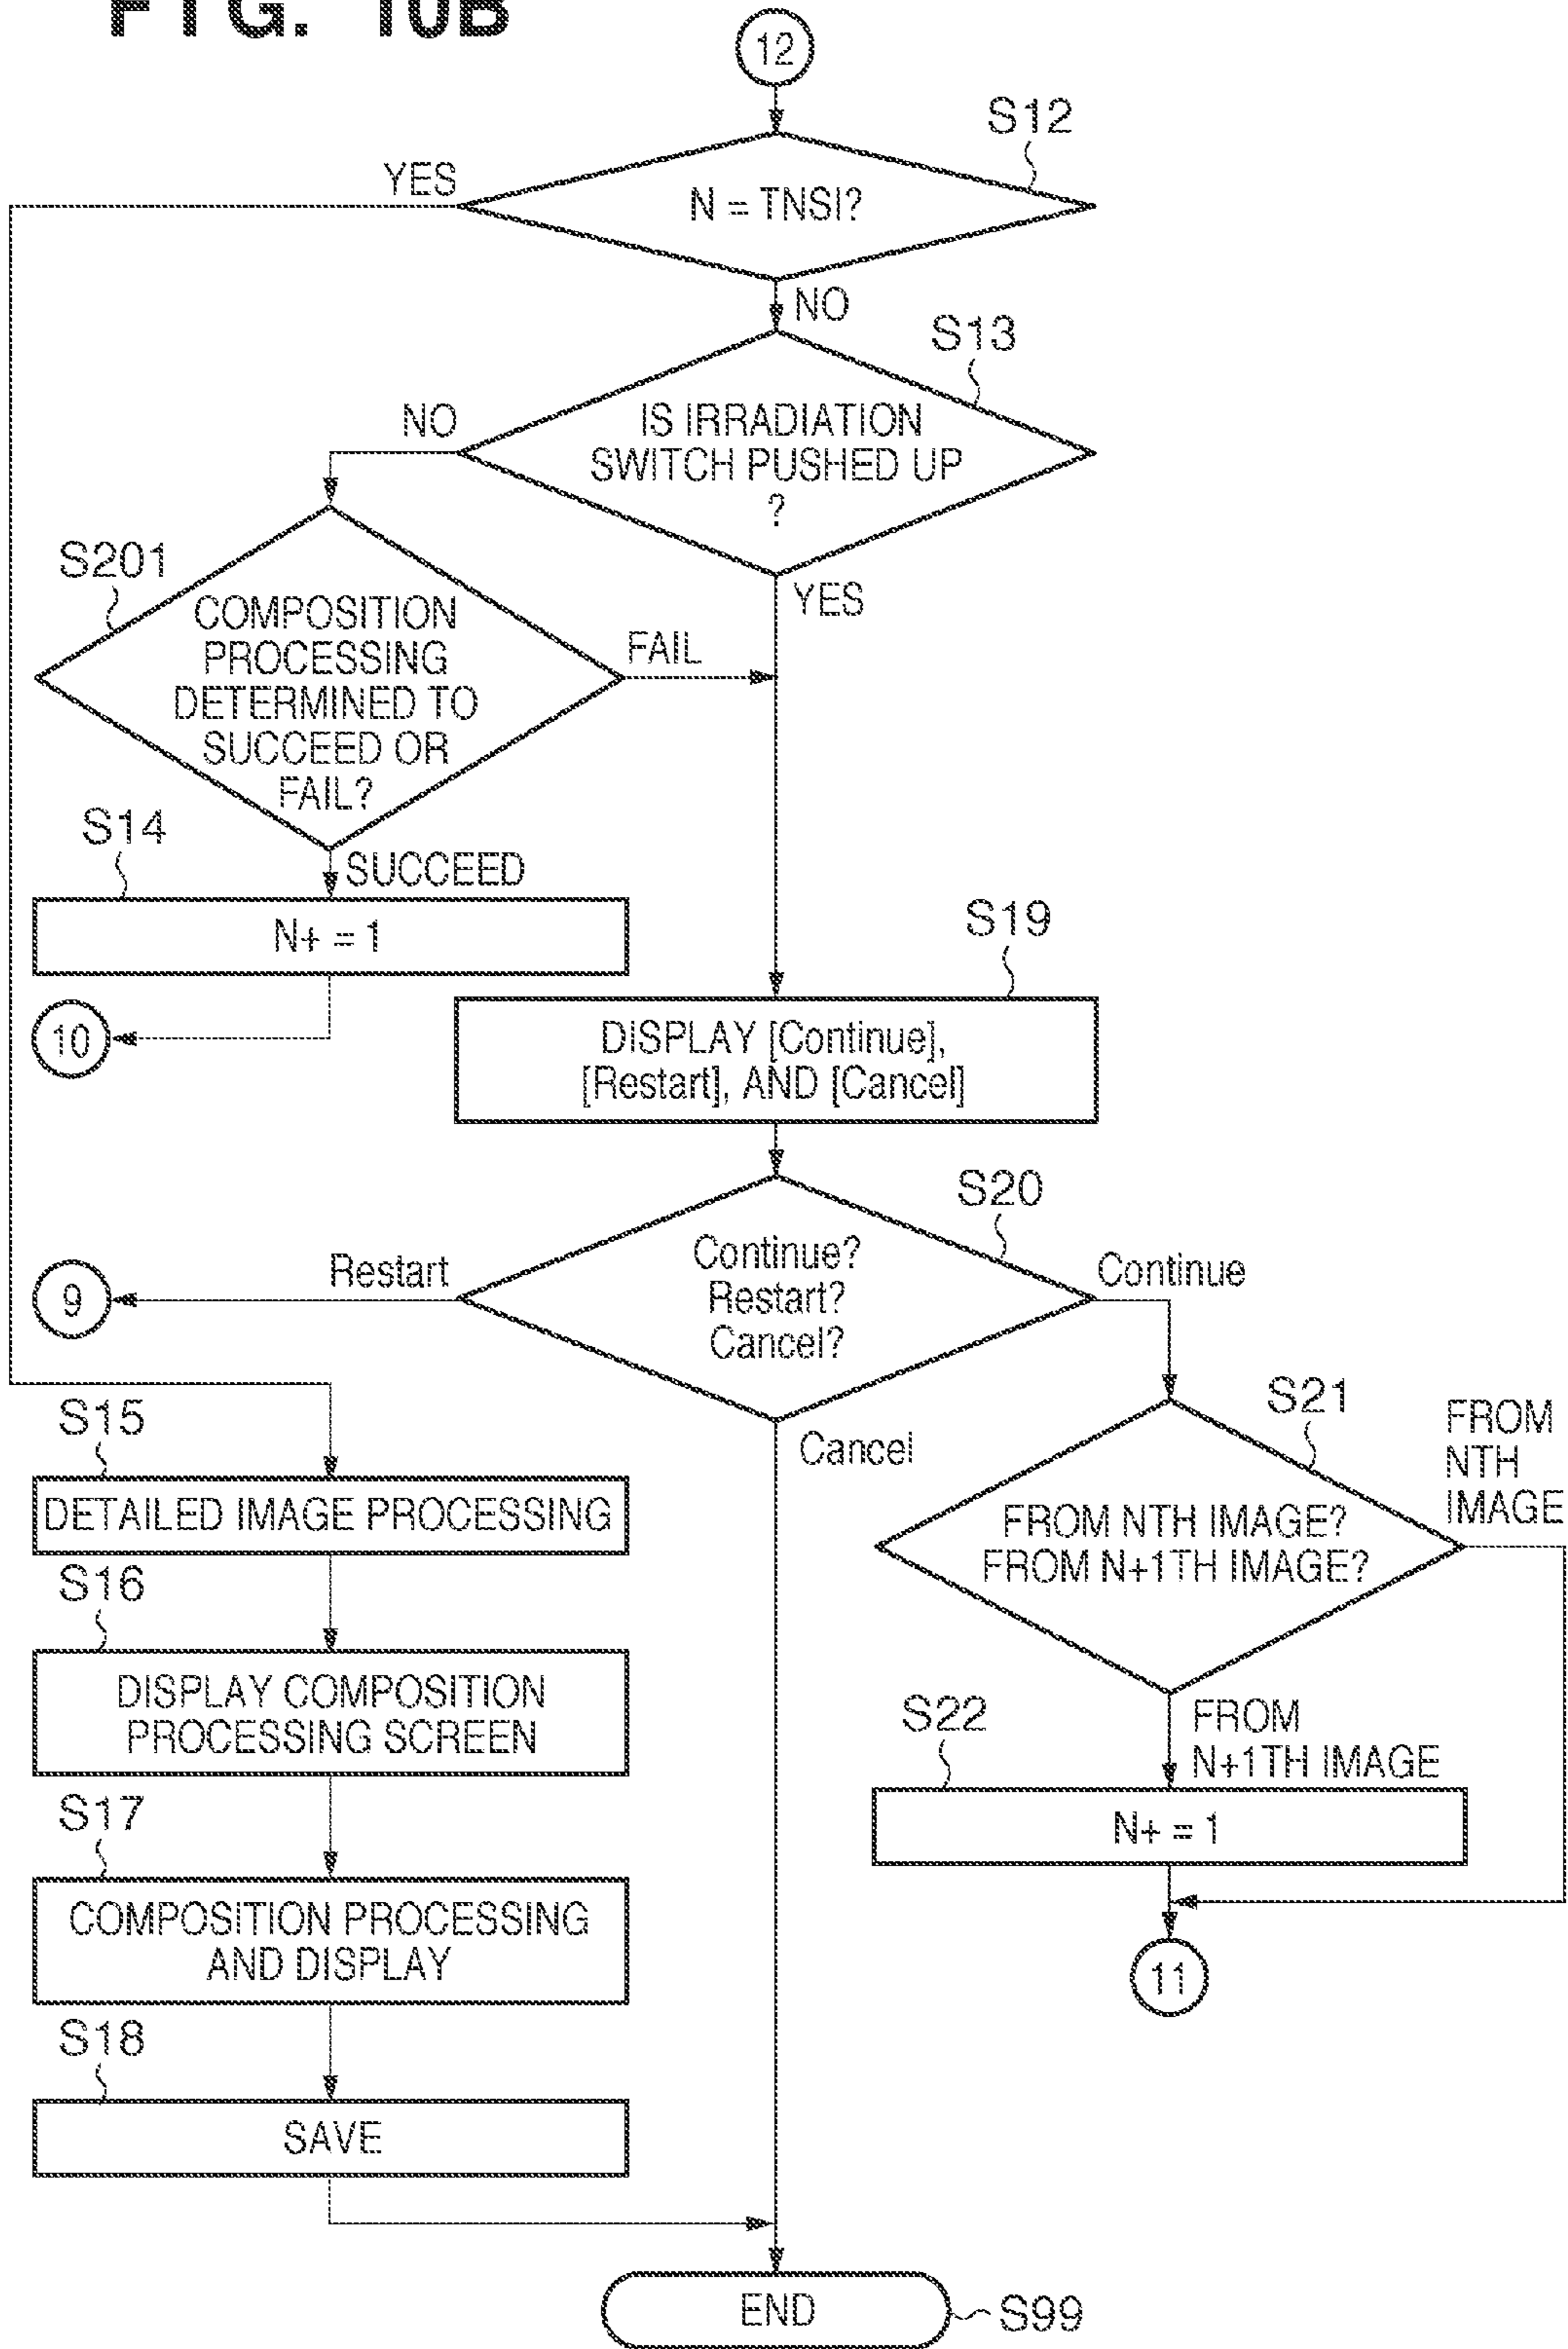 FIG. 10B
12
S12
YES
N = TNSI?
NO
S13
NO
IS IRRADIATION
SWITCH PUSHED UP
?
YES
S201
COMPOSITION
PROCESSING
DETERMINED TO
SUCCEED OR
FAIL?
FAIL
SUCCEED
S14
N+ = 1
10
S19
DISPLAY [Continue],
[Restart], AND [Cancel]
S20
Restart
9
Continue?
Restart?
Cancel?
Continue
Cancel
S15
DETAILED IMAGE PROCESSING
S16
DISPLAY COMPOSITION
PROCESSING SCREEN
S17
COMPOSITION PROCESSING
AND DISPLAY
S18
SAVE
S21
FROM
NTH
IMAGE
FROM NTH IMAGE?
FROM N+1TH IMAGE?
FROM
N+1TH IMAGE
S22
N+ = 1
11
END
S99